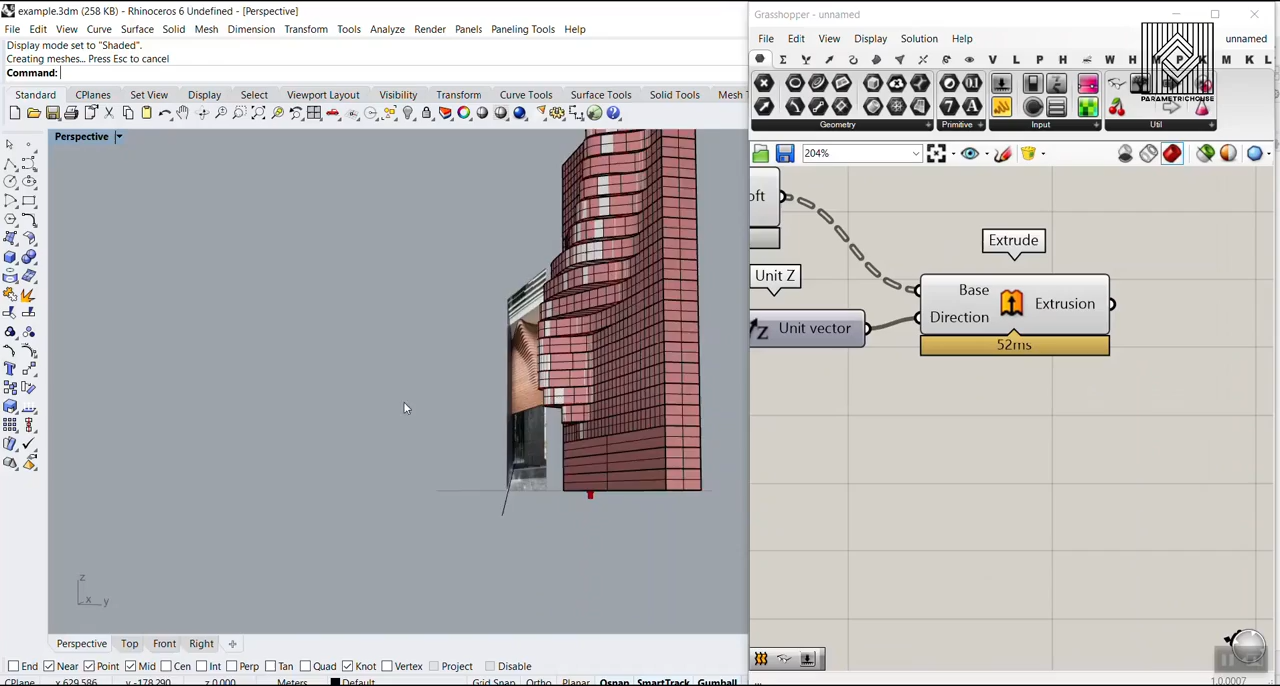 example.3dm (258 KB) - Rhinoceros 6 Undefined - [Perspective]
File Edit View Curve Surface Solid Mesh Dimension Transform Tools Analyze Render Panels Paneling Tools Help
Display mode set to "Shaded".
Creating meshes... Press Esc to cancel
Command:
Standard CPlanes Set View Display Select Viewport Layout Visibility Transform Curve Tools Surface Tools Solid Tools Mesh T
Perspective
z
x y
Perspective Top Front Right
End Near Point Mid Cen Int Perp Tan Quad Knot Vertex Project Disable
CPlane x 629.586 y -178.290 z 0.000 Meters Default Grid Snap Ortho Planar Osnap SmartTrack Gumball
Grasshopper - unnamed
File Edit View Display Solution Help unnamed
V L P W H M K L
PARAMETRICHOUSE
Geometry Primitive Input Util
204%
oft
Extrude
Unit Z
Base
Direction
Extrusion
Z Unit vector
52ms
1.0.0007